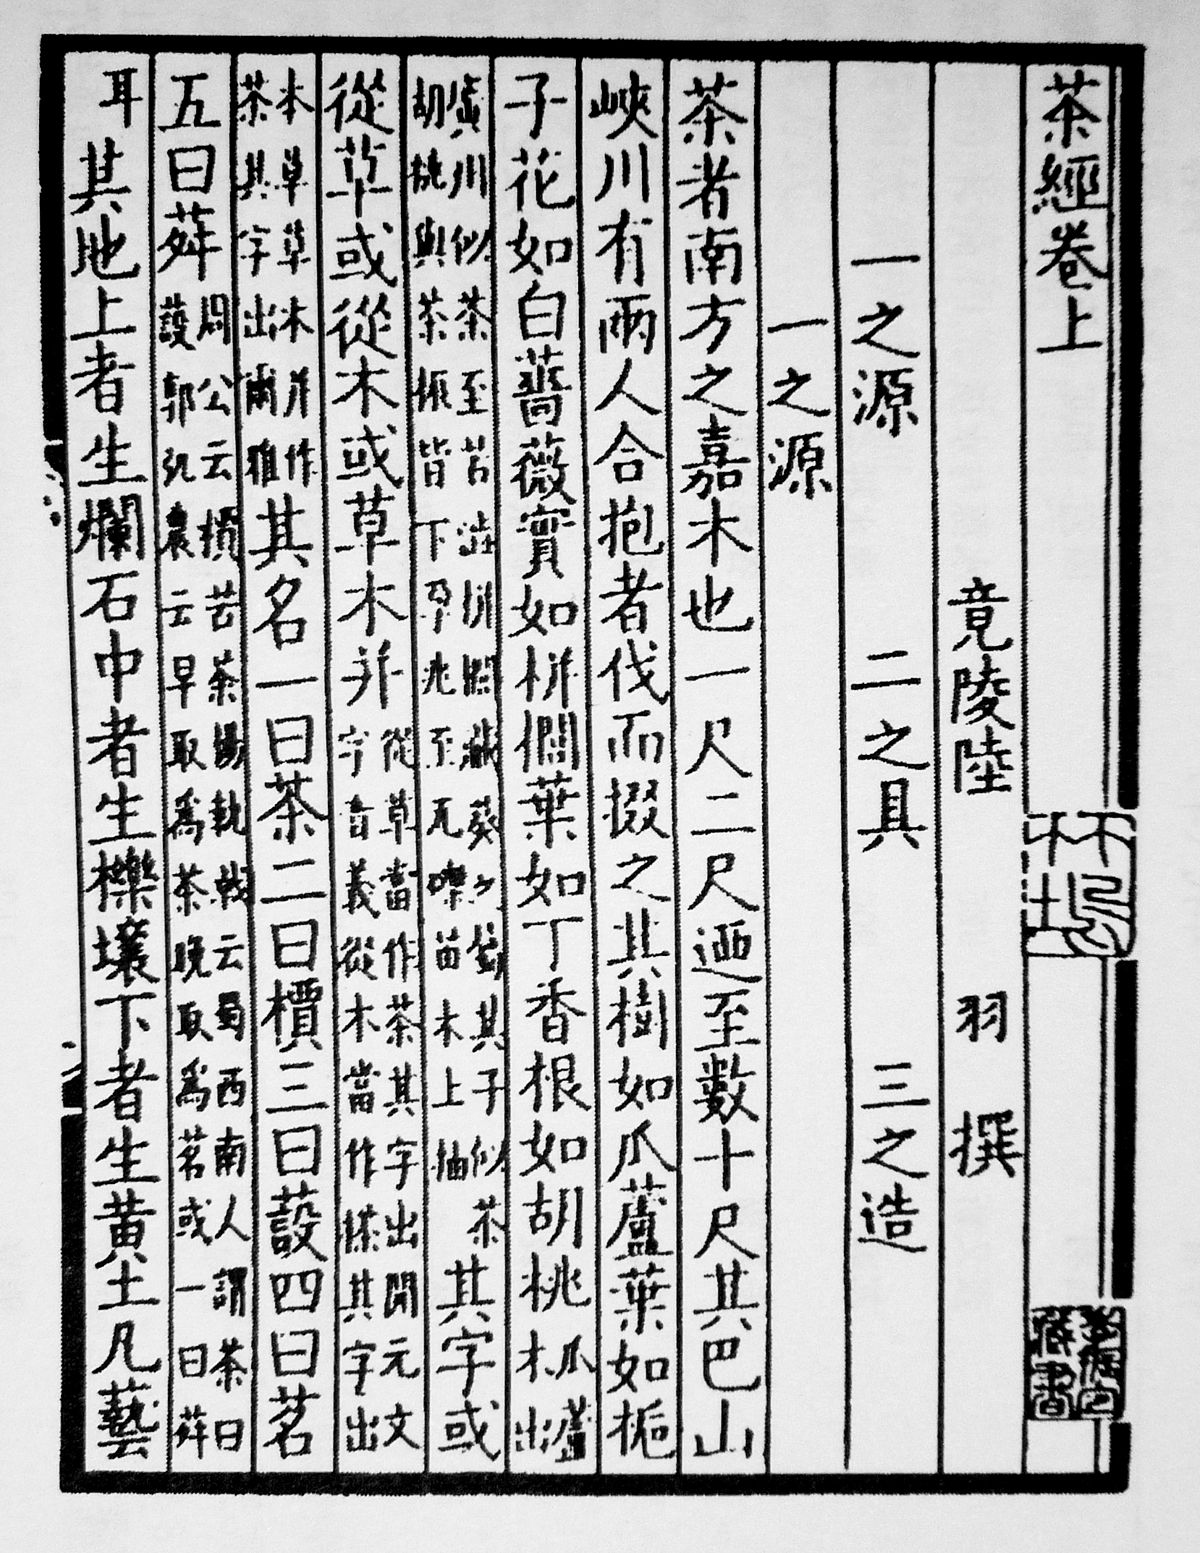 茶經卷上
竟陵陸 羽 撰
一之源 二之具 三之造
一之源
茶者南方之嘉木也一尺二尺迺至數十尺其巴山
峽川有兩人合抱者伐而掇之其樹如瓜蘆葉如梔
子花如白薔薇實如栟櫚葉如丁香根如胡桃瓜蘆木出
廣川似茶至苦澁栟櫚蒲葵之屬其子似茶胡桃與茶根皆下孕兆至瓦礫苗木上抽其字或
從草或從木或草木并從草當作茶其字出開元文字音義從木當作搽其字出
本草草木并作荼其字出爾雅其名一曰茶二曰檟三曰蔎四曰茗
五曰荈周公云檟苦荼揚執戟云蜀西南人謂茶曰蔎郭弘農云早取爲茶晚取爲茗或一曰荈
耳其地上者生爛石中者生櫟壤下者生黄土凡藝